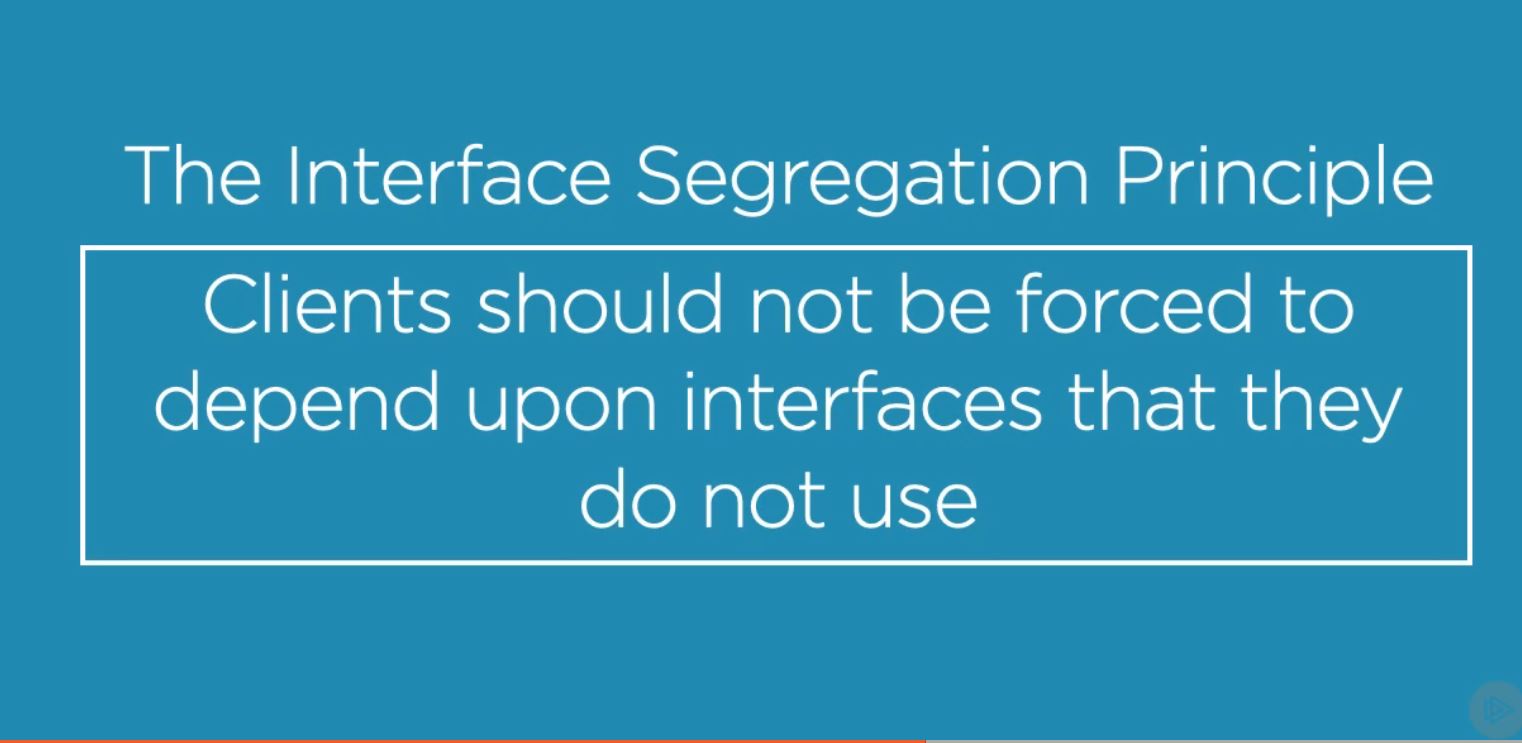 The Interface Segregation Principle
Clients should not be forced to
depend upon interfaces that they
do not use